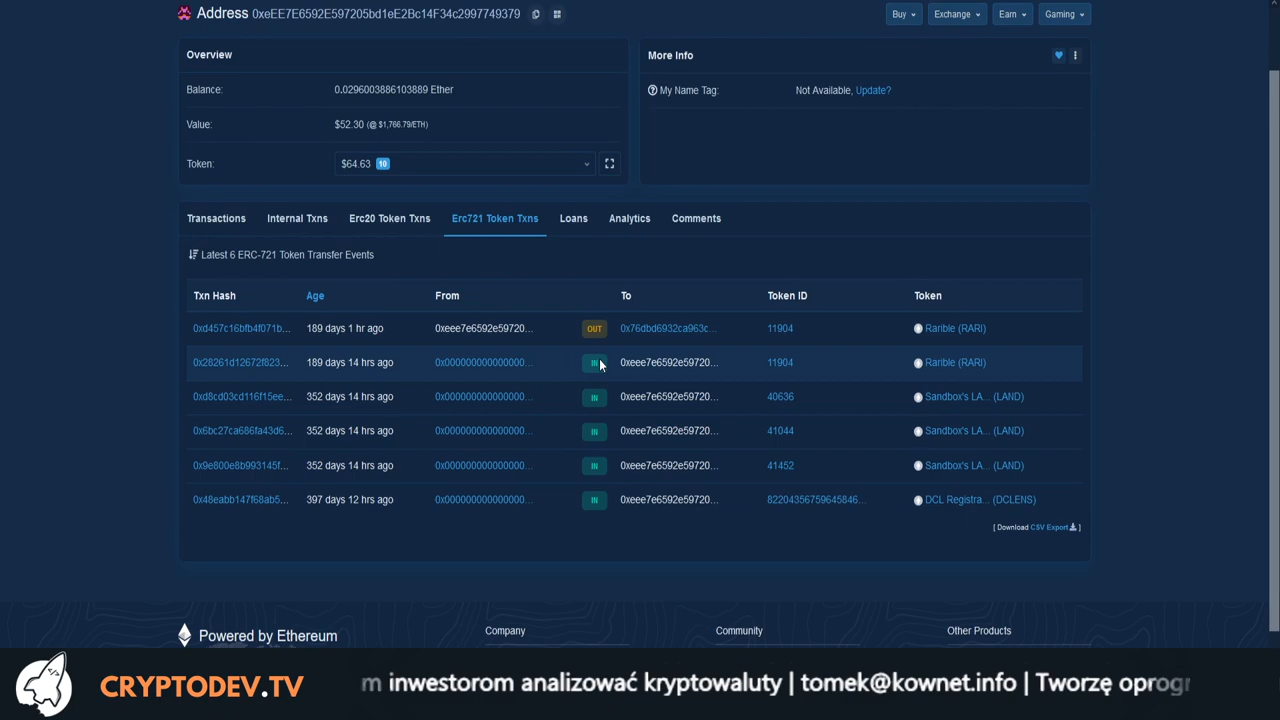 Address 0xeEE7E6592E597205bd1eE2Bc14F34c2997749379
Buy
Exchange
Earn
Gaming
Overview
Balance:
0.0296003886103889 Ether
Value:
$52.30 (@ $1,766.79/ETH)
Token:
$64.63 10
More Info
My Name Tag:
Not Available, Update?
Transactions
Internal Txns
Erc20 Token Txns
Erc721 Token Txns
Loans
Analytics
Comments
Latest 6 ERC-721 Token Transfer Events
Txn Hash Age From To Token ID Token
0xd457c16bfb4f071b... 189 days 1 hr ago 0xeee7e6592e59720... OUT 0x76dbd6932ca963c... 11904 Rarible (RARI)
0x28261d12672f823... 189 days 14 hrs ago 0x000000000000000... IN 0xeee7e6592e59720... 11904 Rarible (RARI)
0xd8cd03cd116f15ee... 352 days 14 hrs ago 0x000000000000000... IN 0xeee7e6592e59720... 40636 Sandbox's LA... (LAND)
0x6bc27ca686fa43d6... 352 days 14 hrs ago 0x000000000000000... IN 0xeee7e6592e59720... 41044 Sandbox's LA... (LAND)
0x9e800e8b993145f... 352 days 14 hrs ago 0x000000000000000... IN 0xeee7e6592e59720... 41452 Sandbox's LA... (LAND)
0x48eabb147f68ab5... 397 days 12 hrs ago 0x000000000000000... IN 0xeee7e6592e59720... 82204356759645846... DCL Registra... (DCLENS)
[ Download CSV Export ]
Powered by Ethereum
Company
Community
Other Products
CRYPTODEV.TV
m inwestorom analizować kryptowaluty | tomek@kownet.info | Tworzę oprogr